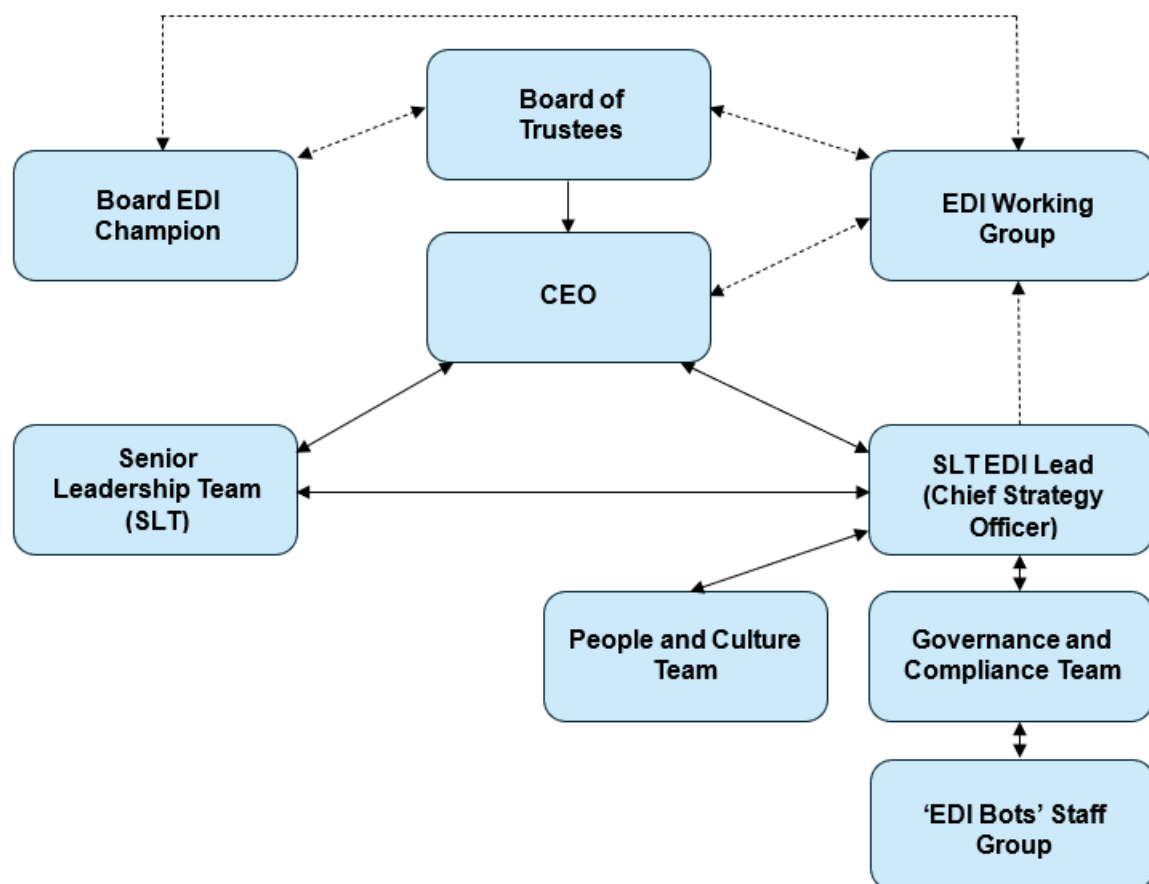 Board of
Trustees
Board EDI
Champion
EDI Working
Group
CEO
Senior
Leadership Team
(SLT)
SLT EDI Lead
(Chief Strategy
Officer)
People and Culture
Team
Governance and
Compliance Team
‘EDI Bots’ Staff
Group